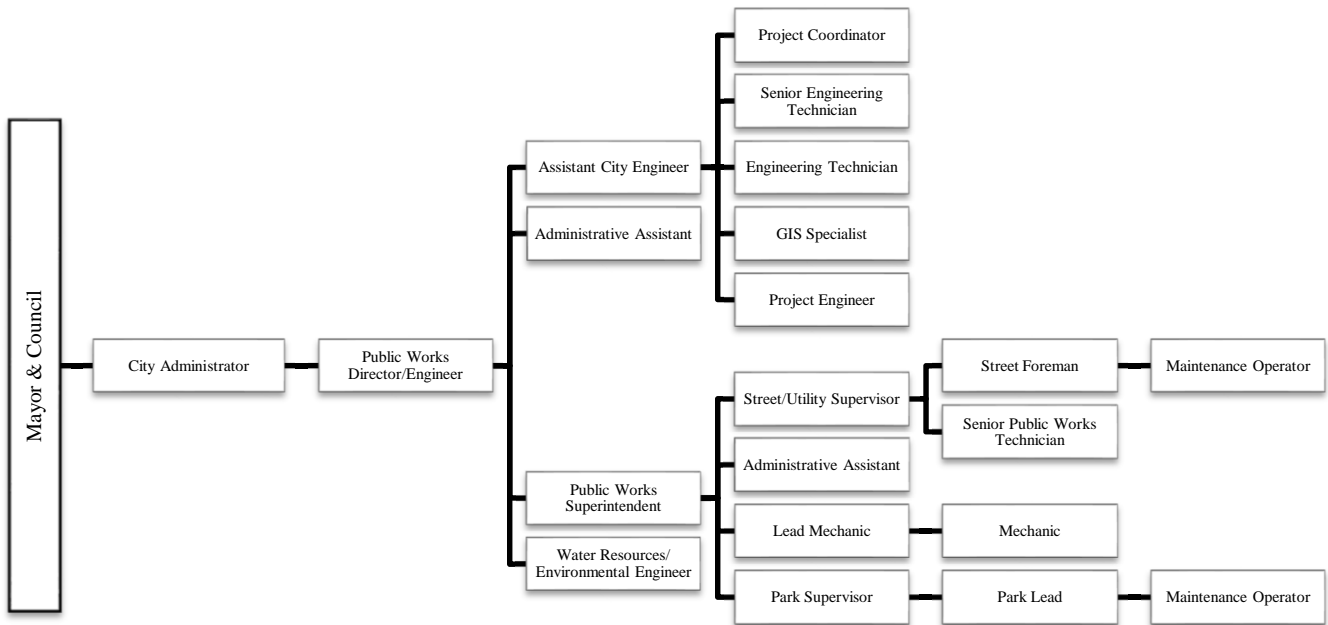 Mayor & Council
City Administrator
Public Works
Director/Engineer
Assistant City Engineer
Administrative Assistant
Public Works
Superintendent
Water Resources/
Environmental Engineer
Project Coordinator
Senior Engineering
Technician
Engineering Technician
GIS Specialist
Project Engineer
Street/Utility Supervisor
Administrative Assistant
Lead Mechanic
Park Supervisor
Street Foreman
Senior Public Works
Technician
Mechanic
Park Lead
Maintenance Operator
Maintenance Operator